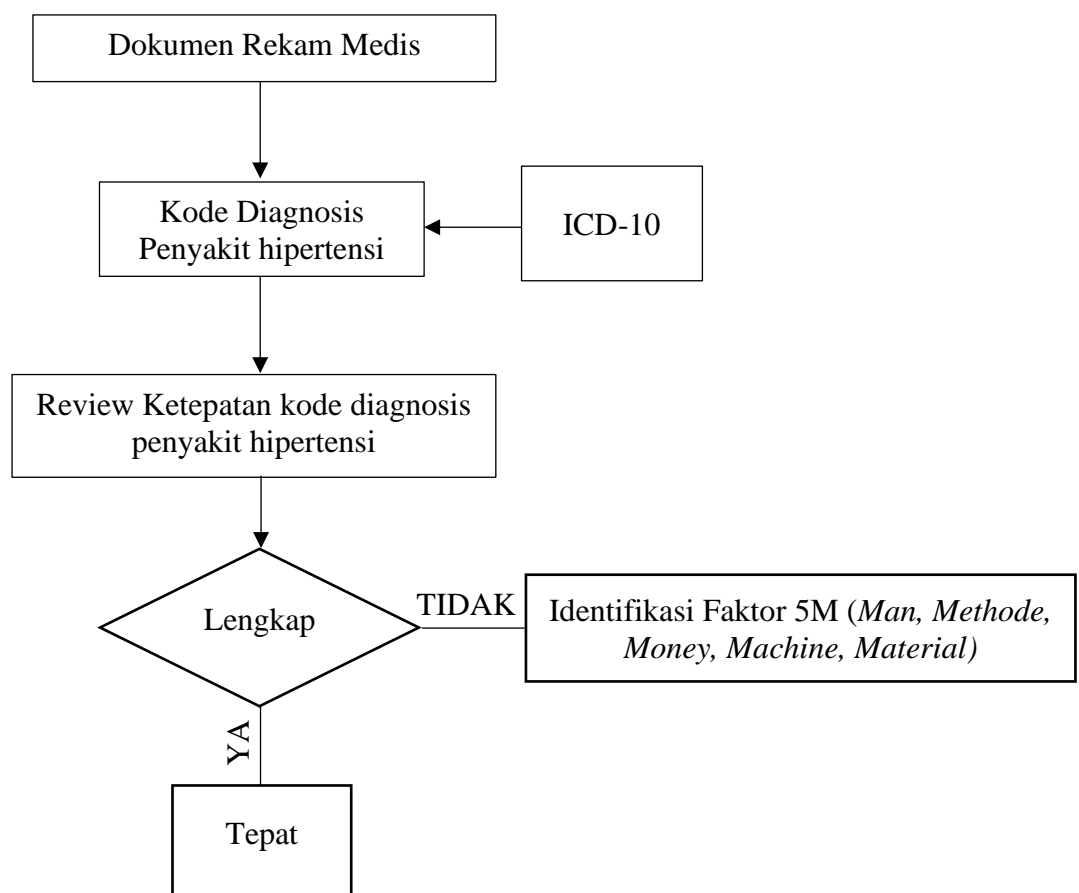 Dokumen Rekam Medis
Kode Diagnosis
Penyakit hipertensi
ICD-10
Review Ketepatan kode diagnosis
penyakit hipertensi
Lengkap
TIDAK
Identifikasi Faktor 5M (Man, Methode,
Money, Machine, Material)
YA
Tepat